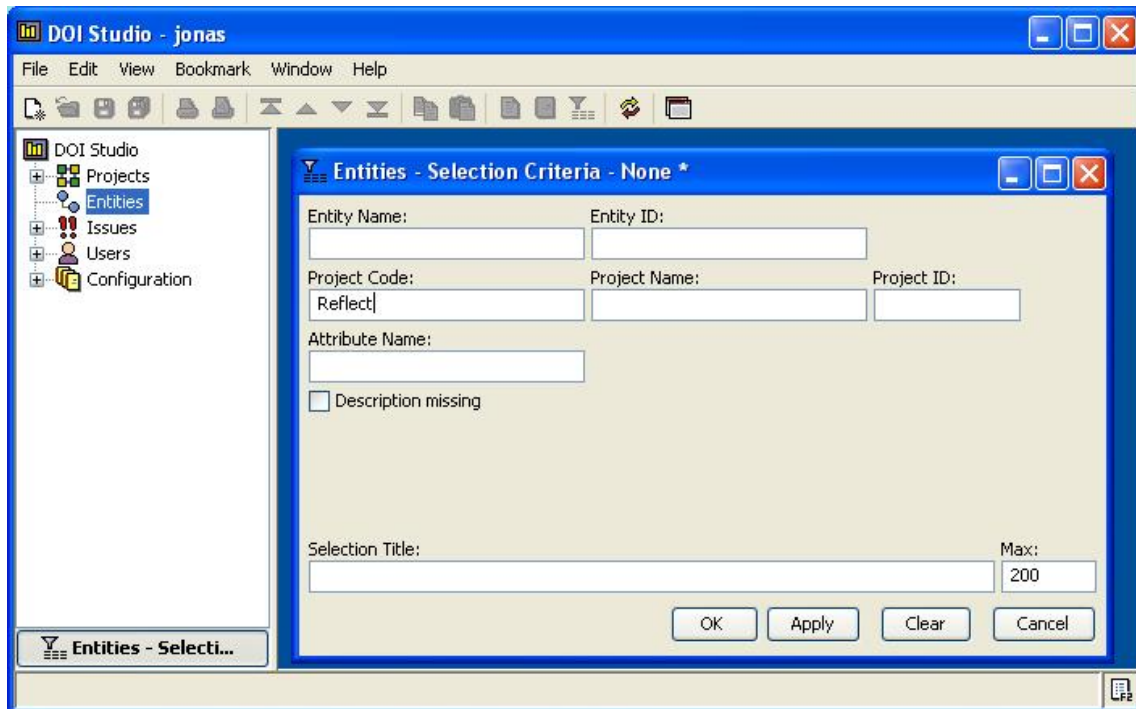 DOI Studio - jonas
File Edit View Bookmark Window Help
DOI Studio
Projects
Entities
Issues
Users
Configuration
Entities - Selecti...
Entities - Selection Criteria - None *
Entity Name: Entity ID:
Project Code: Project Name: Project ID:
Reflect
Attribute Name:
Description missing
Selection Title: Max:
200
OK Apply Clear Cancel
F2